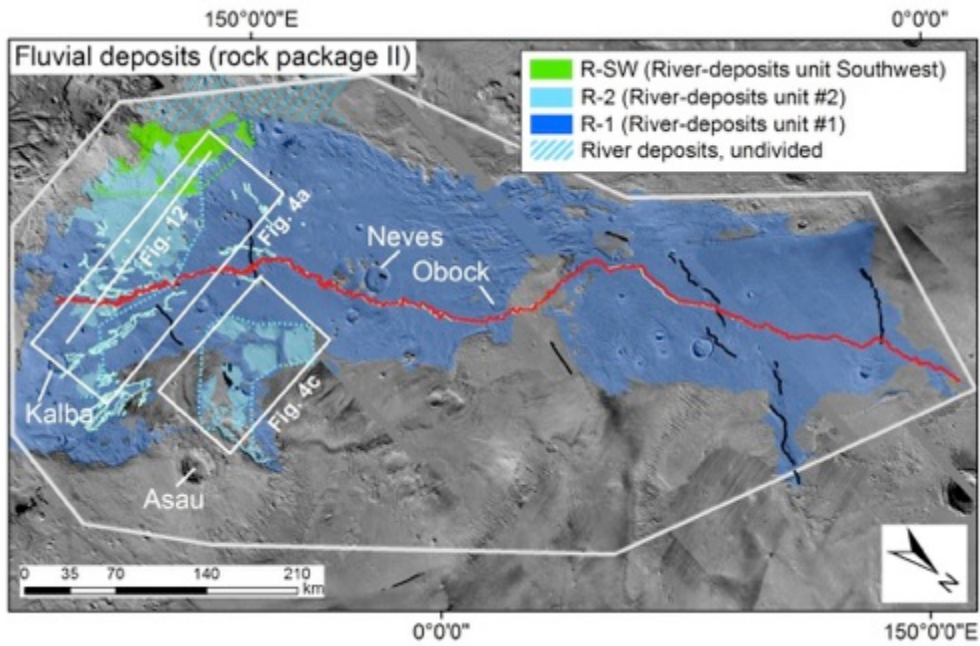 150°0'0"E
0°0'0"
Fluvial deposits (rock package II)
R-SW (River-deposits unit Southwest)
R-2 (River-deposits unit #2)
R-1 (River-deposits unit #1)
River deposits, undivided
Fig. 12
Fig. 4a
Neves
Obock
Kalba
Fig. 4c
Asau
N
0 35 70 140 210
km
0°0'0"
150°0'0"E